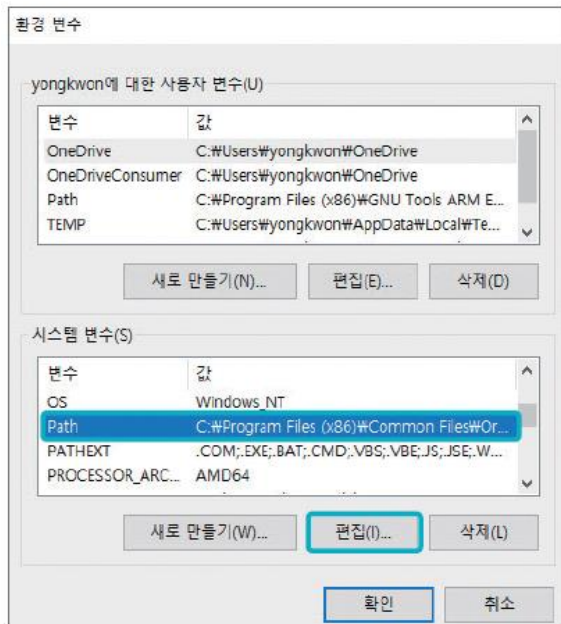 환경 변수
yongkwon에 대한 사용자 변수(U)
변수 값
OneDrive C:₩Users₩yongkwon₩OneDrive
OneDriveConsumer C:₩Users₩yongkwon₩OneDrive
Path C:₩Program Files (x86)₩GNU Tools ARM E...
TEMP C:₩Users₩yongkwon₩AppData₩Local₩Te...
새로 만들기(N)... 편집(E)... 삭제(D)
시스템 변수(S)
변수 값
OS Windows_NT
Path C:₩Program Files (x86)₩Common Files₩Or...
PATHEXT .COM;.EXE;.BAT;.CMD;.VBS;.VBE;.JS;.JSE;.W...
PROCESSOR_ARC... AMD64
새로 만들기(W)... 편집(I)... 삭제(L)
확인 취소